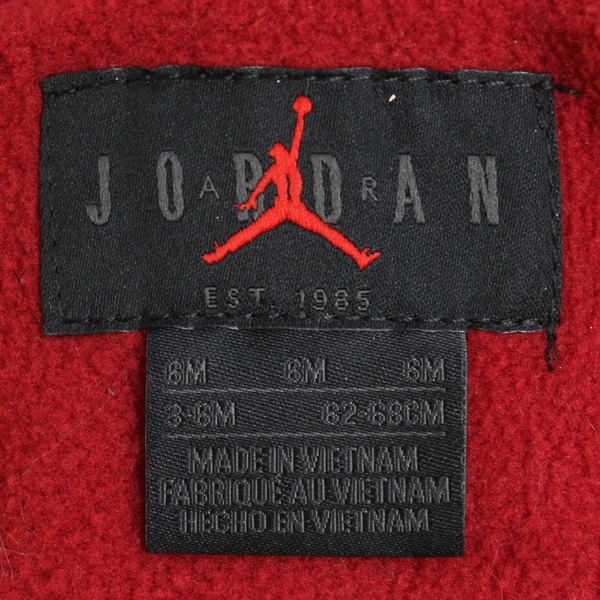 JORDAN
AIR
EST. 1985
6M 6M 6M
3-6M 62-68CM
MADE IN VIETNAM
FABRIQUÉ AU VIETNAM
HECHO EN VIETNAM